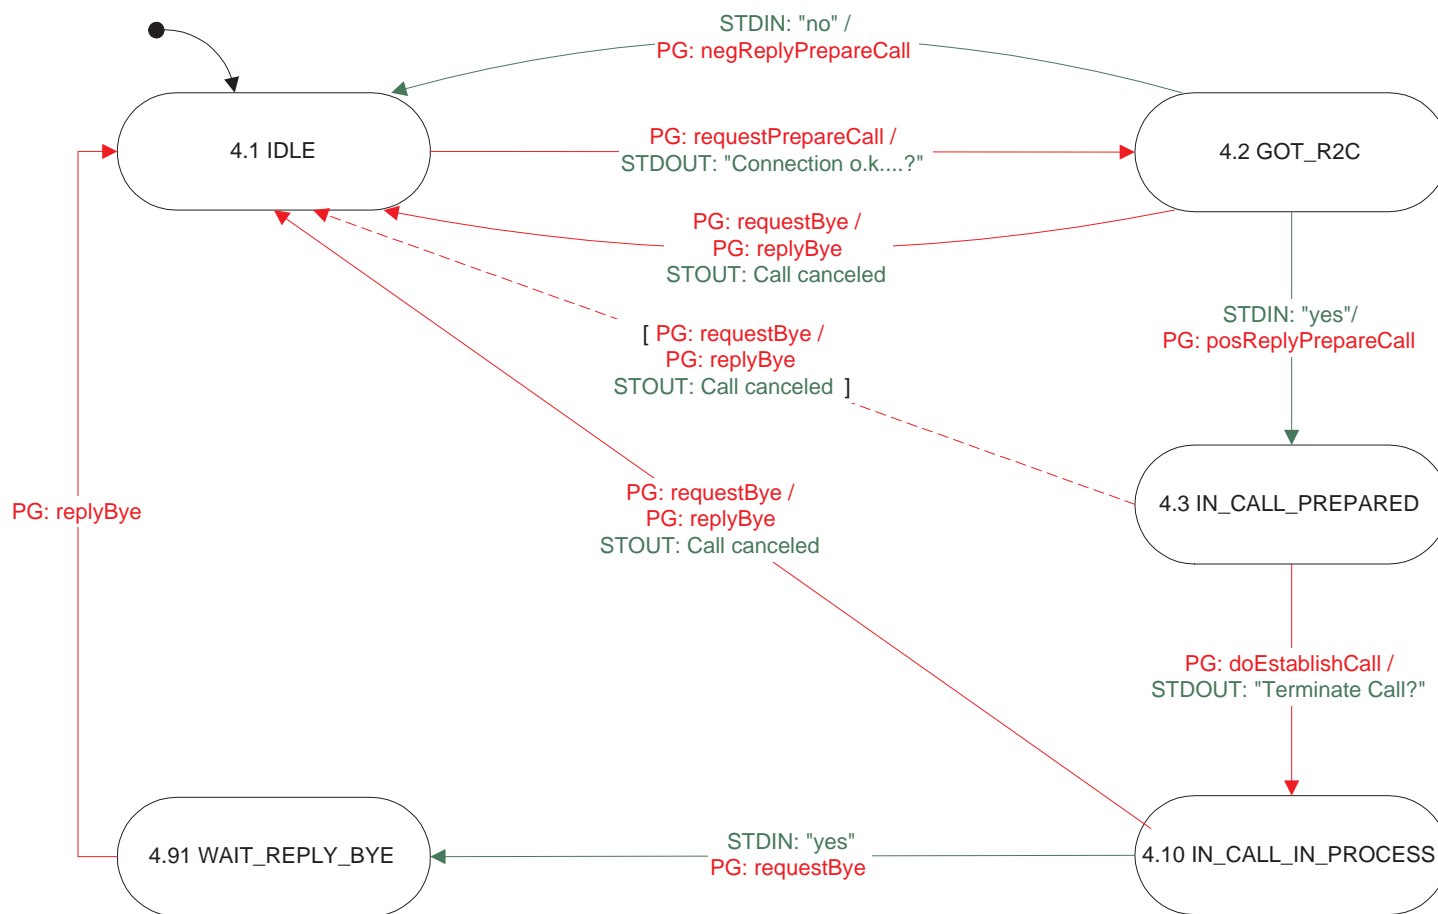 STDIN: "no" /
PG: negReplyPrepareCall
4.1 IDLE
PG: requestPrepareCall /
STDOUT: "Connection o.k....?"
4.2 GOT_R2C
PG: requestBye /
PG: replyBye
STOUT: Call canceled
[ PG: requestBye /
PG: replyBye
STOUT: Call canceled ]
STDIN: "yes"/
PG: posReplyPrepareCall
PG: replyBye
PG: requestBye /
PG: replyBye
STOUT: Call canceled
4.3 IN_CALL_PREPARED
PG: doEstablishCall /
STDOUT: "Terminate Call?"
4.91 WAIT_REPLY_BYE
STDIN: "yes"
PG: requestBye
4.10 IN_CALL_IN_PROCESS